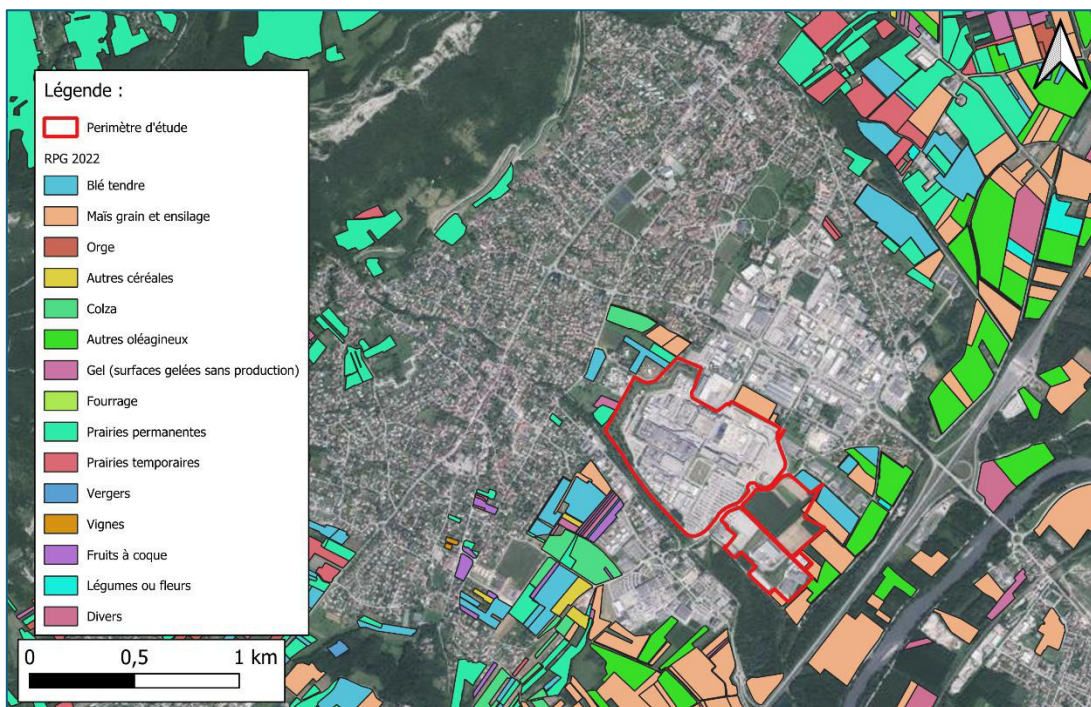 Légende :
Perimètre d'étude
RPG 2022
Blé tendre
Maïs grain et ensilage
Orge
Autres céréales
Colza
Autres oléagineux
Gel (surfaces gelées sans production)
Fourrage
Prairies permanentes
Prairies temporaires
Vergers
Vignes
Fruits à coque
Légumes ou fleurs
Divers
0 0,5 1 km